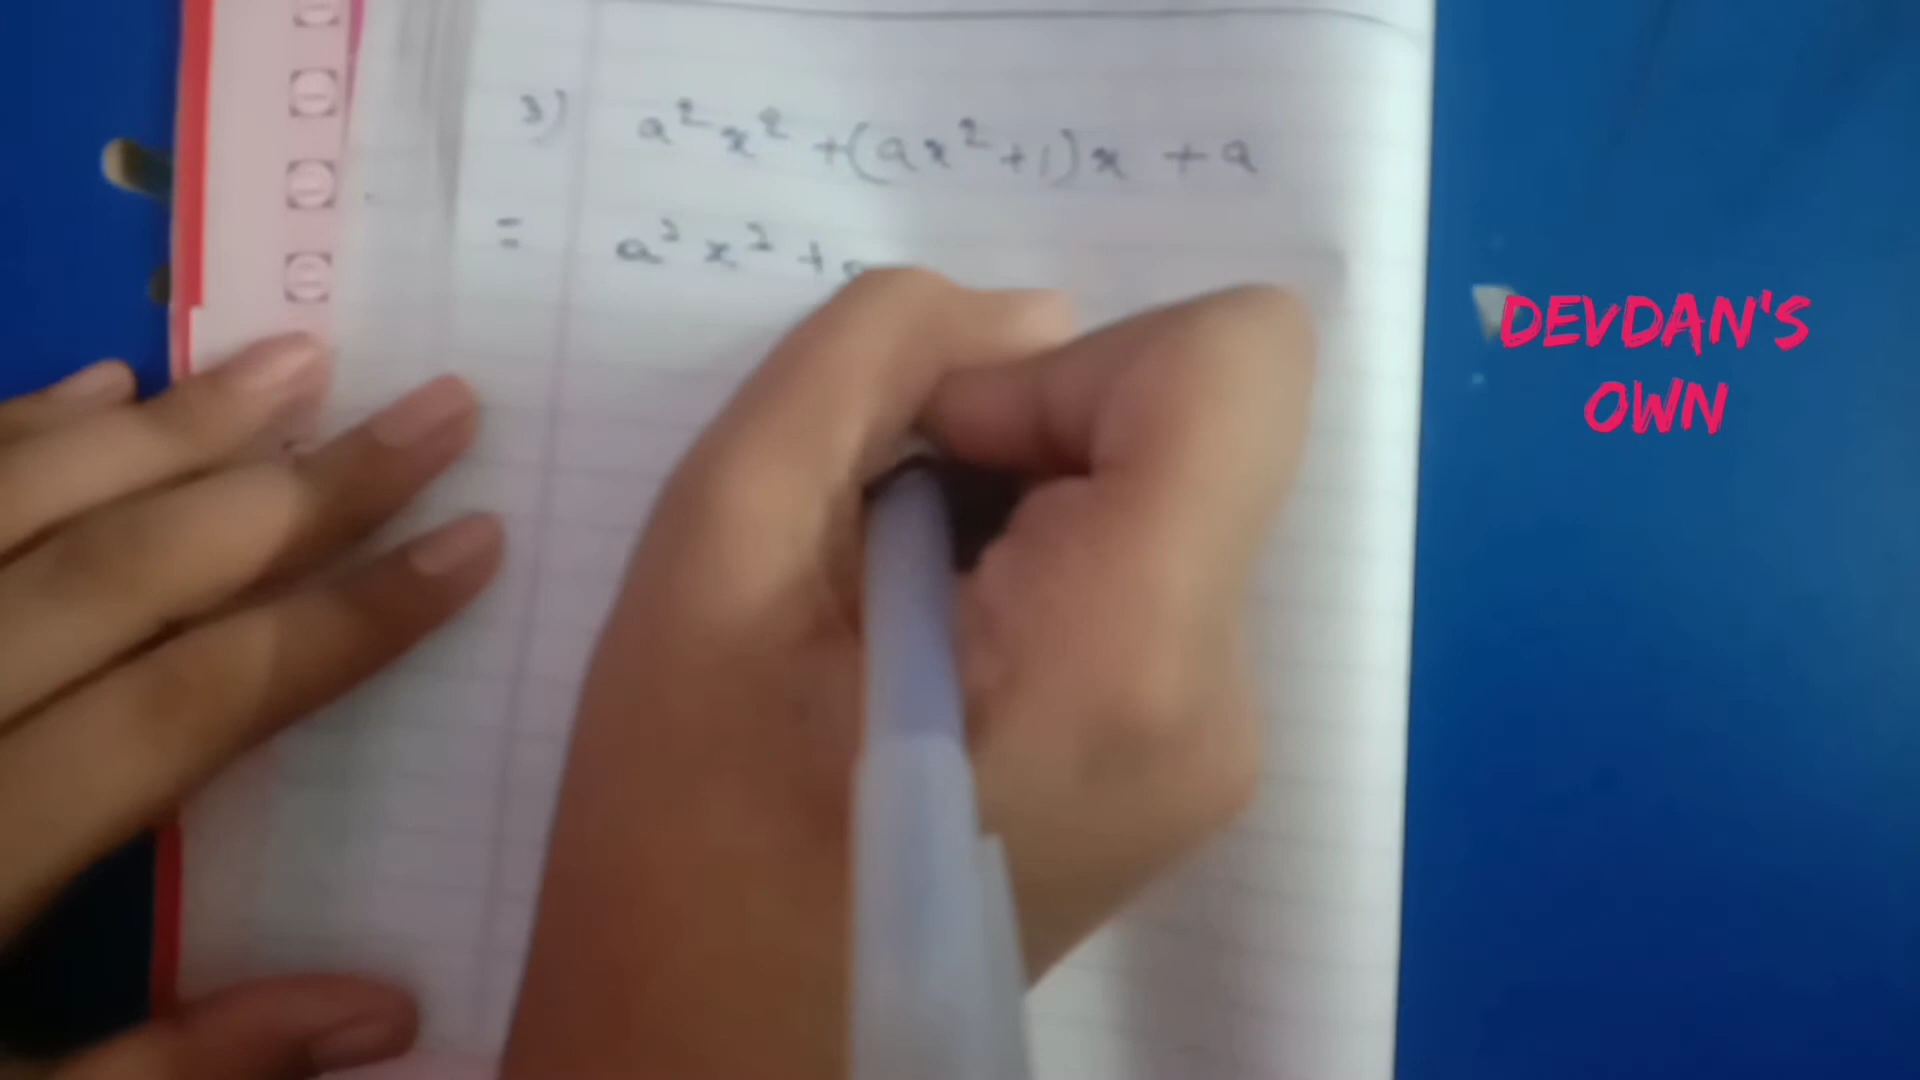 3) a²x² + (ax²+1)x + a
= a²x² +
DEVDAN'S
OWN